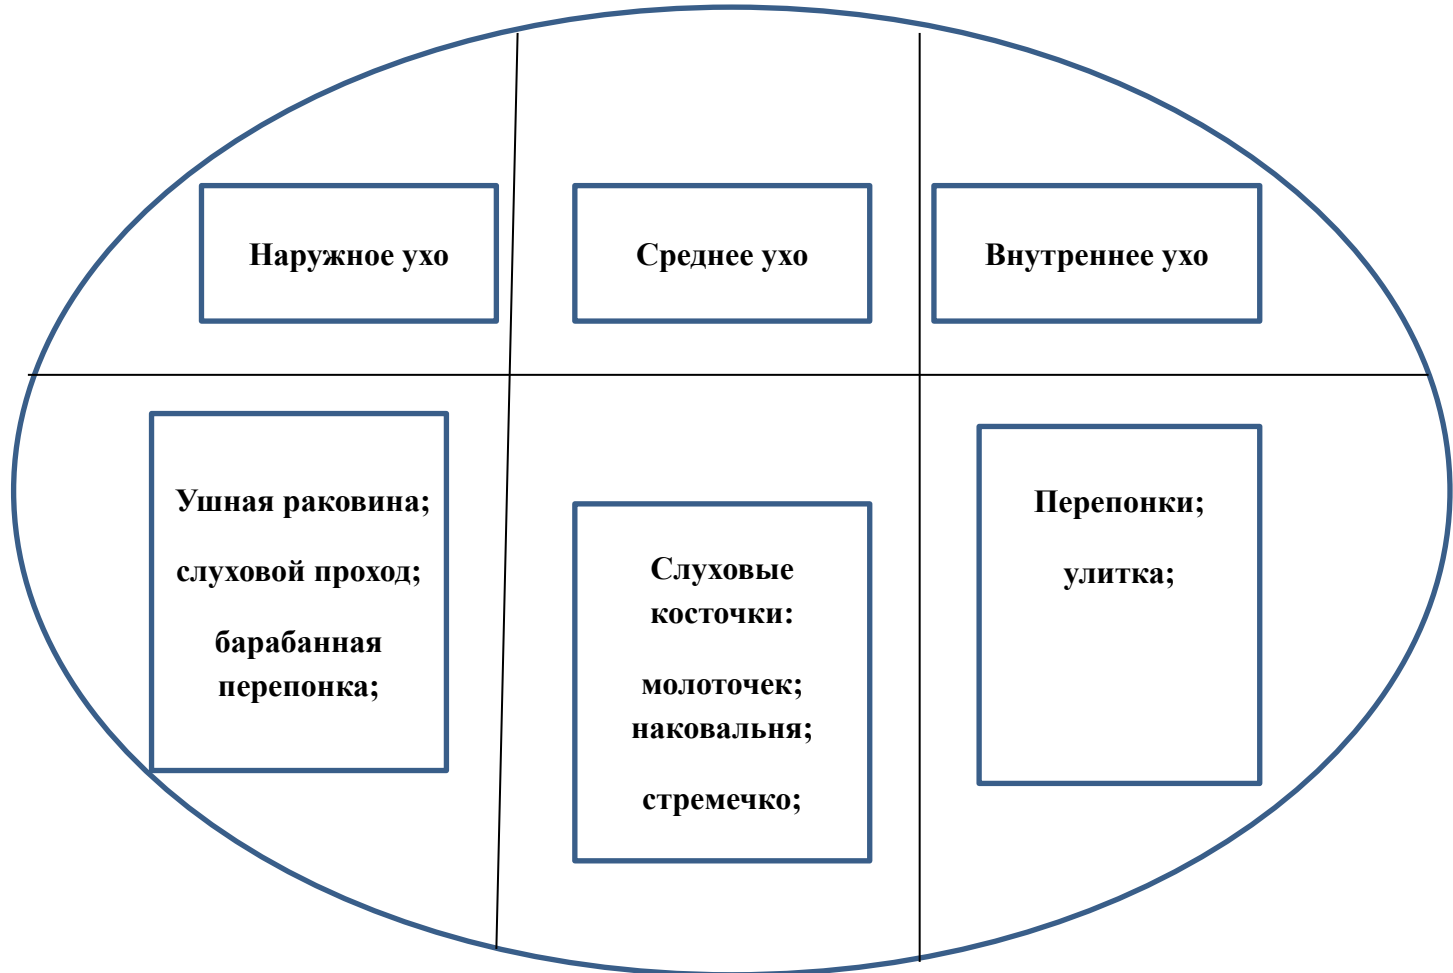 Наружное ухо
Среднее ухо
Внутреннее ухо
Ушная раковина;
слуховой проход;
барабанная
перепонка;
Слуховые
косточки:
молоточек;
наковальня;
стремечко;
Перепонки;
улитка;